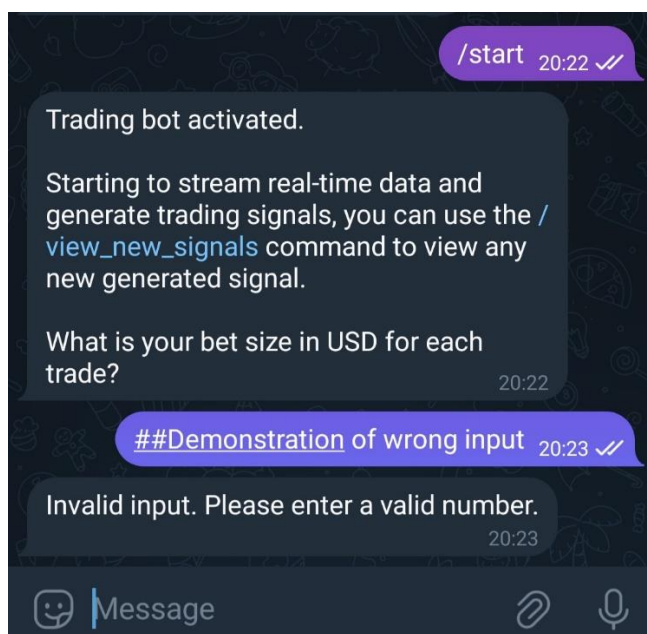 /start 20:22
Trading bot activated.
Starting to stream real-time data and
generate trading signals, you can use the /
view_new_signals command to view any
new generated signal.
What is your bet size in USD for each
trade?
20:22
##Demonstration of wrong input 20:23
Invalid input. Please enter a valid number.
20:23
Message